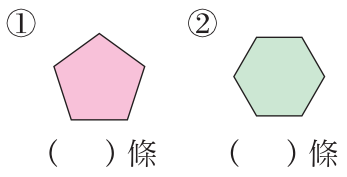 ① ②
(  )條 (  )條